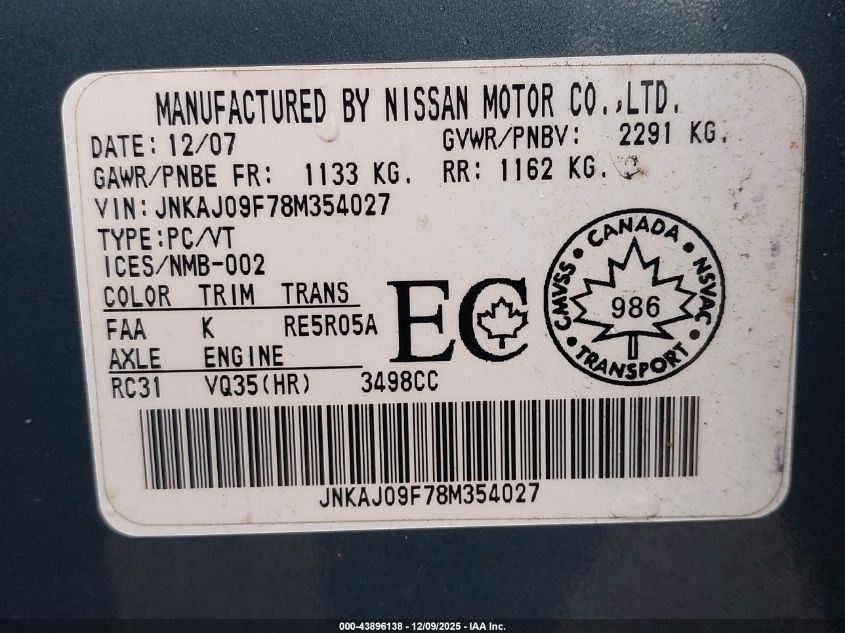 MANUFACTURED BY NISSAN MOTOR CO.,LTD.
DATE: 12/07 GVWR/PNBV: 2291 KG.
GAWR/PNBE FR: 1133 KG. RR: 1162 KG.
VIN: JNKAJ09F78M354027
TYPE:PC/VT
ICES/NMB-002
COLOR TRIM TRANS
FAA K RE5R05A
AXLE ENGINE
RC31 VQ35(HR) 3498CC
EC
CANADA
CMVSS NSVAC
986
TRANSPORT
JNKAJ09F78M354027
000-43896138 - 12/09/2025 - IAA Inc.